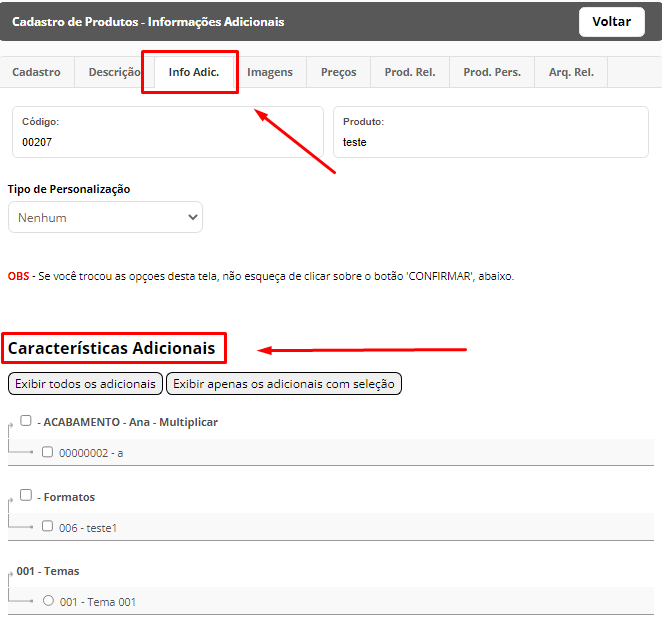 Cadastro de Produtos - Informações Adicionais
Voltar
Cadastro Descrição Info Adic. Imagens Preços Prod. Rel. Prod. Pers. Arq. Rel.
Código:
00207
Produto:
teste
Tipo de Personalização
Nenhum
OBS - Se você trocou as opçoes desta tela, não esqueça de clicar sobre o botão 'CONFIRMAR', abaixo.
Características Adicionais
Exibir todos os adicionais Exibir apenas os adicionais com seleção
- ACABAMENTO - Ana - Multiplicar
00000002 - a
- Formatos
006 - teste1
001 - Temas
001 - Tema 001